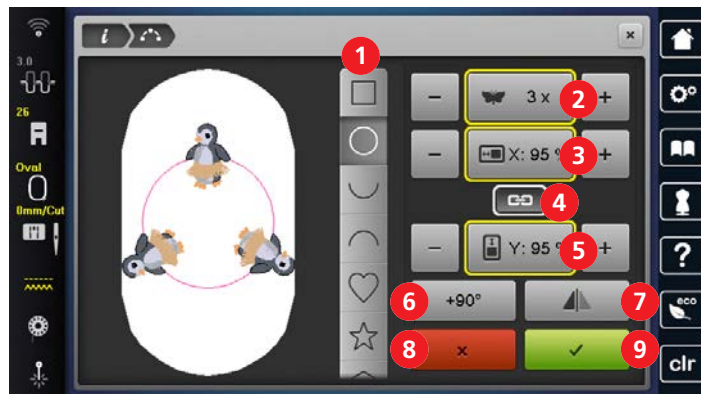 i
×
1
3.0
26
Oval
0mm/Cut
− 3 x 2 +
− X: 95 % 3 +
4
− Y: 95 % 5 +
6 +90° 7
8 × ✓ 9
?
eco
clr